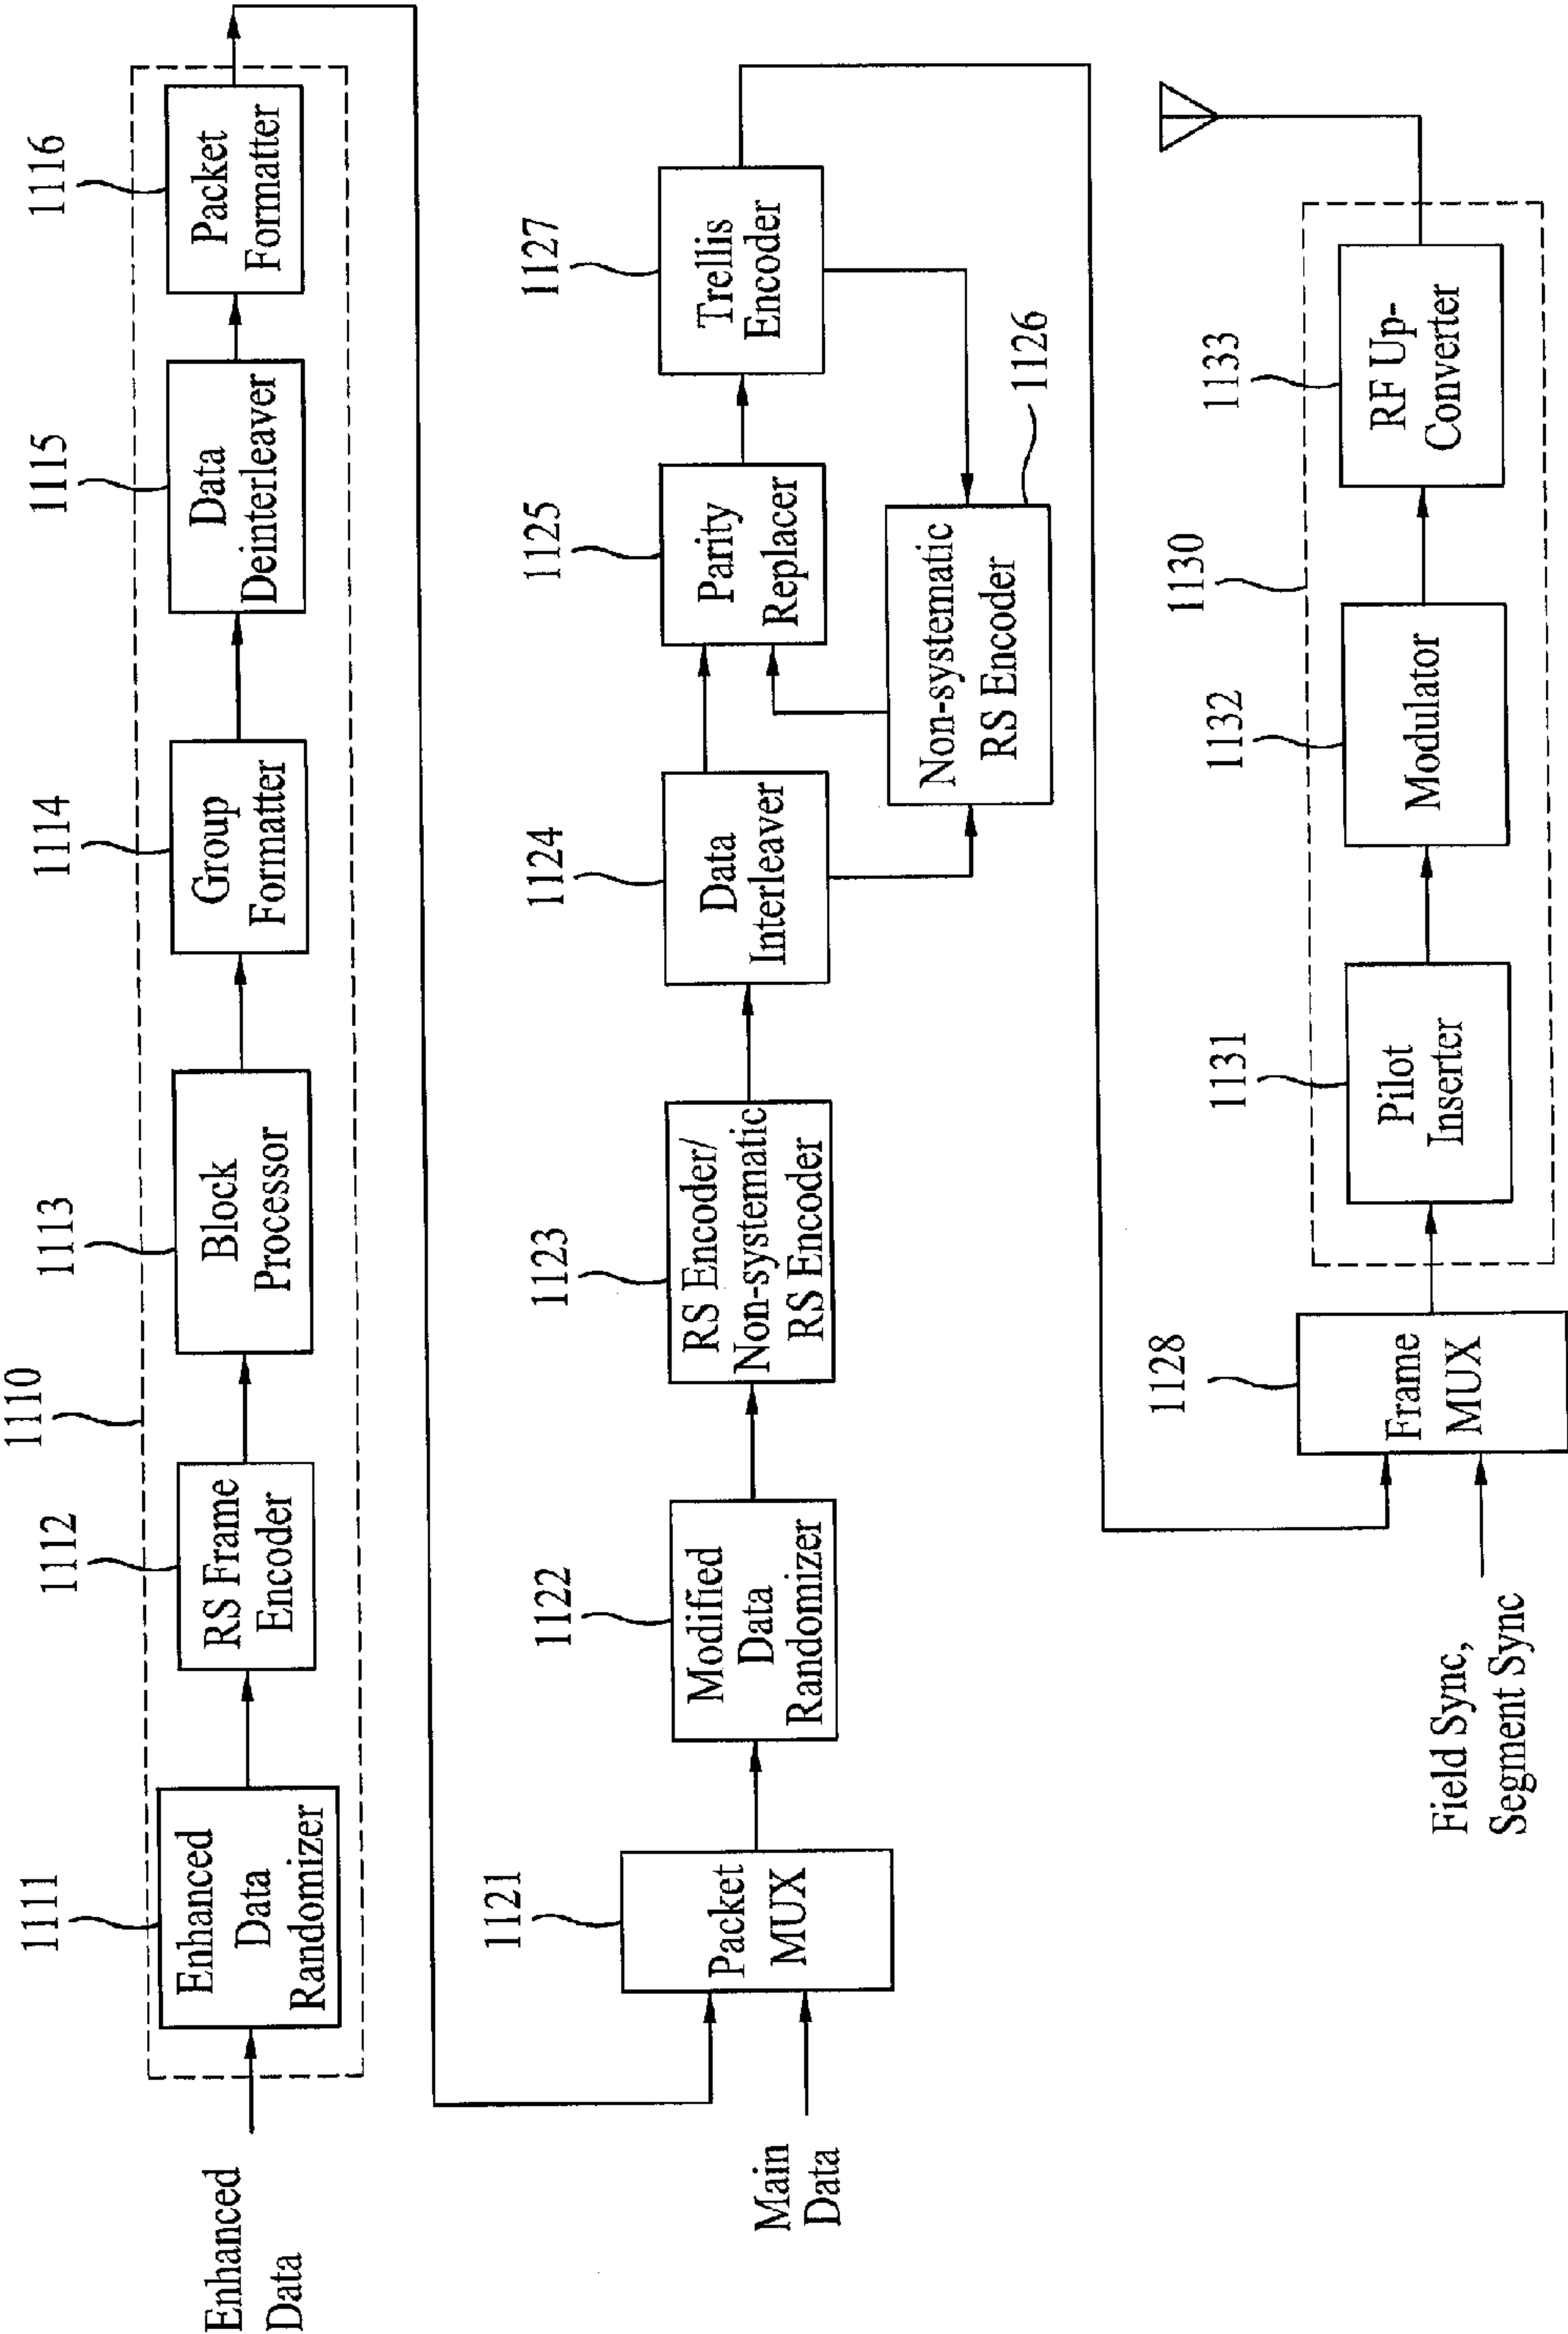 1110
1111
1112
1113
1114
1115
1116
Enhanced
Data
Enhanced
Data
Randomizer
RS Frame
Encoder
Block
Processor
Group
Formatter
Data
Deinterleaver
Packet
Formatter
1121
1122
1123
1124
1125
1127
Main
Data
Packet
MUX
Modified
Data
Randomizer
RS Encoder/
Non-systematic
RS Encoder
Data
Interleaver
Parity
Replacer
Trellis
Encoder
Non-systematic
RS Encoder
1126
1128
1130
1131
1132
1133
Field Sync,
Segment Sync
Frame
MUX
Pilot
Inserter
Modulator
RF Up-
Converter